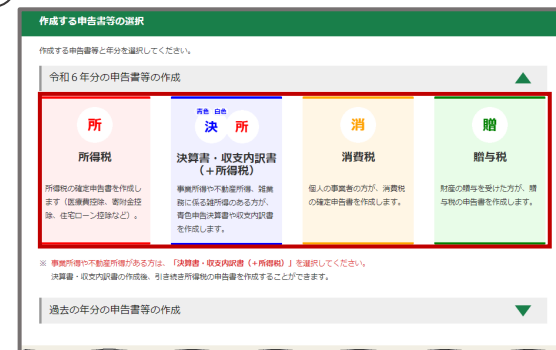 作成する申告書等の選択
作成する申告書等と年分を選択してください。
令和6年分の申告書等の作成
所
所得税
所得税の確定申告書を作成し
ます（医療費控除、寄附金控
除、住宅ローン控除など）。
青色 白色
決 所
決算書・収支内訳書
（＋所得税）
事業所得や不動産所得、雑業
務に係る雑所得のある方が、
青色申告決算書や収支内訳書
を作成します。
消
消費税
個人の事業者の方が、消費税
の確定申告書を作成します。
贈
贈与税
財産の贈与を受けた方が、贈
与税の申告書を作成します。
※ 事業所得や不動産所得がある方は、「決算書・収支内訳書（＋所得税）」を選択してください。
決算書・収支内訳書の作成後、引き続き所得税の申告書を作成することができます。
過去の年分の申告書等の作成